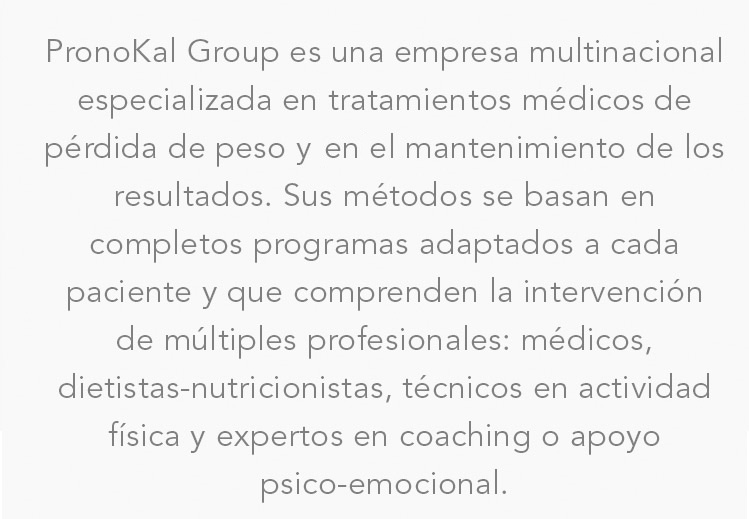 PronoKal Group es una empresa multinacional
especializada en tratamientos médicos de
pérdida de peso y en el mantenimiento de los
resultados. Sus métodos se basan en
completos programas adaptados a cada
paciente y que comprenden la intervención
de múltiples profesionales: médicos,
dietistas-nutricionistas, técnicos en actividad
física y expertos en coaching o apoyo
psico-emocional.